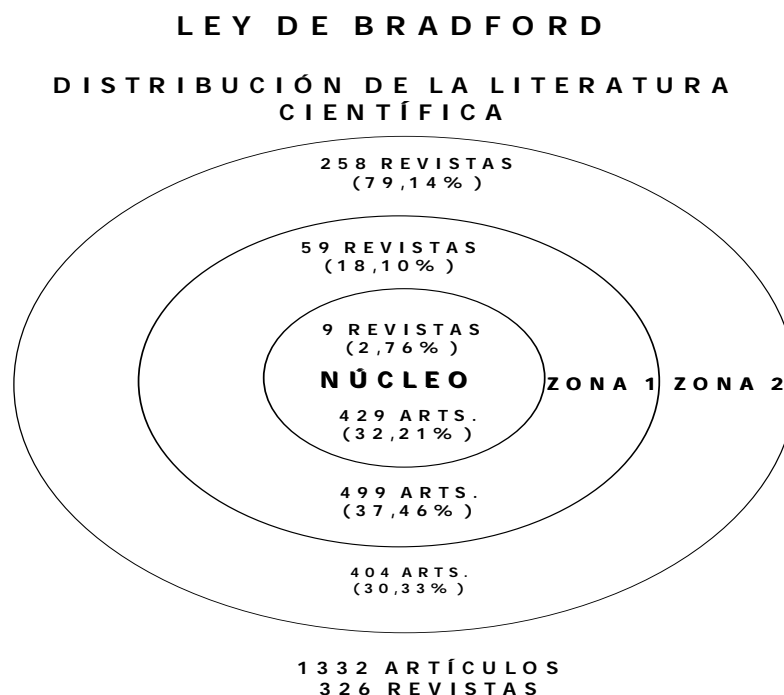 LEY DE BRADFORD
DISTRIBUCIÓN DE LA LITERATURA
CIENTÍFICA
258 REVISTAS
(79,14% )
59 REVISTAS
(18,10% )
9 REVISTAS
(2,76% )
NÚCLEO
ZONA 1
ZONA 2
429 ARTS.
(32,21% )
499 ARTS.
(37,46% )
404 ARTS.
(30,33% )
1332 ARTÍCULOS
326 REVISTAS